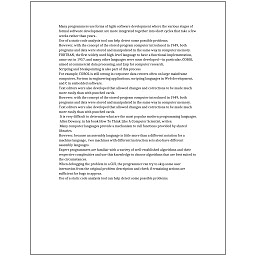 Many programmers use forms of Agile software development where the various stages of
formal software development are more integrated together into short cycles that take a few
weeks rather than years.
Use of a static code analysis tool can help detect some possible problems.
However, with the concept of the stored-program computer introduced in 1949, both
programs and data were stored and manipulated in the same way in computer memory.
FORTRAN, the first widely used high-level language to have a functional implementation,
came out in 1957, and many other languages were soon developed—in particular, COBOL
aimed at commercial data processing, and Lisp for computer research.
Scripting and breakpointing is also part of this process.
For example, COBOL is still strong in corporate data centers often on large mainframe
computers, Fortran in engineering applications, scripting languages in Web development,
and C in embedded software.
Text editors were also developed that allowed changes and corrections to be made much
more easily than with punched cards.
However, with the concept of the stored-program computer introduced in 1949, both
programs and data were stored and manipulated in the same way in computer memory.
Text editors were also developed that allowed changes and corrections to be made much
more easily than with punched cards.
It is very difficult to determine what are the most popular modern programming languages.
Allen Downey, in his book How To Think Like A Computer Scientist, writes:
Many computer languages provide a mechanism to call functions provided by shared
libraries.
However, because an assembly language is little more than a different notation for a
machine language, two machines with different instruction sets also have different
assembly languages.
Expert programmers are familiar with a variety of well-established algorithms and their
respective complexities and use this knowledge to choose algorithms that are best suited to
the circumstances.
When debugging the problem in a GUI, the programmer can try to skip some user
interaction from the original problem description and check if remaining actions are
sufficient for bugs to appear.
Use of a static code analysis tool can help detect some possible problems.